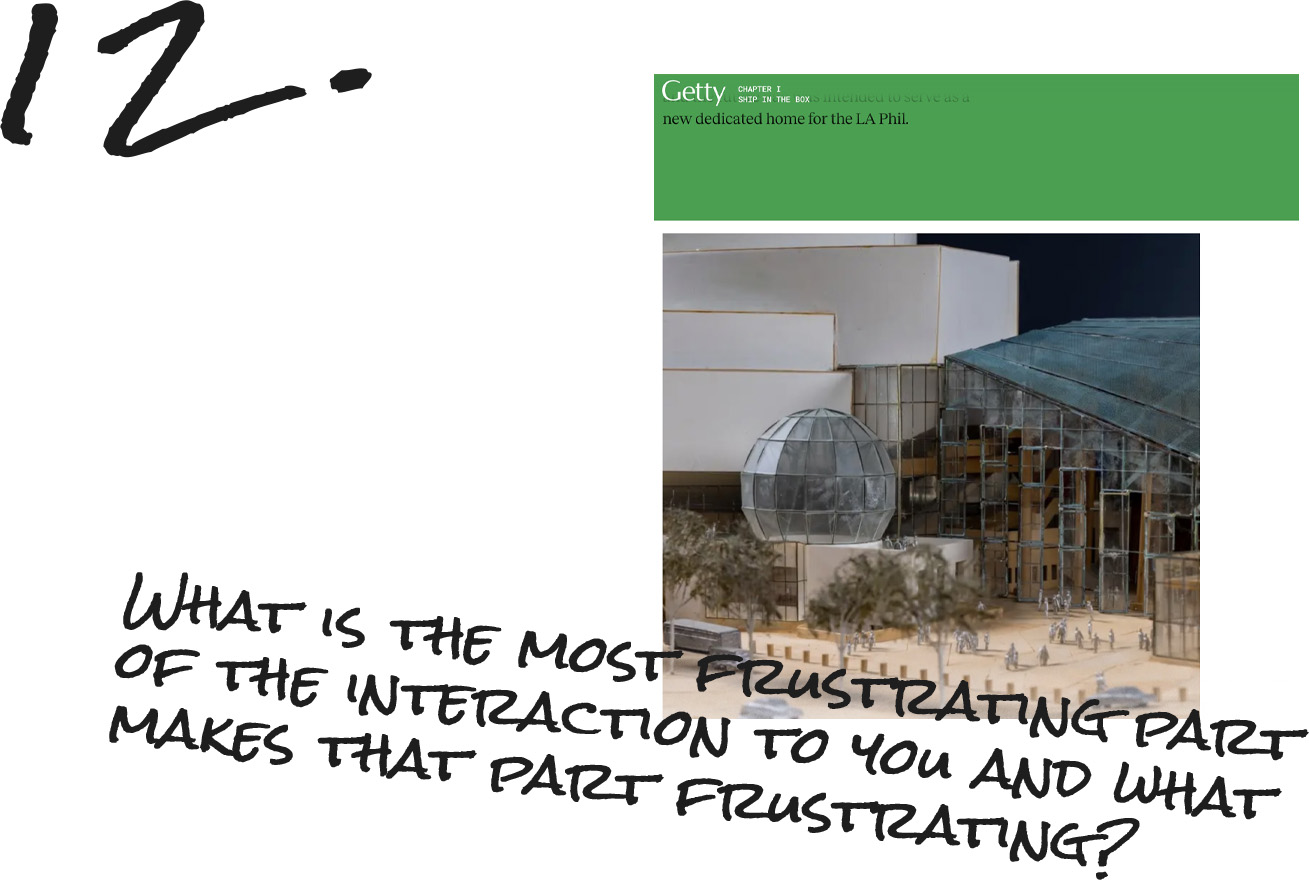 12.
Getty
CHAPTER I
SHIP IN THE BOX
s intended to serve as a
new dedicated home for the LA Phil.
WHAT IS THE MOST FRUSTRATING PART
OF THE INTERACTION TO YOU AND WHAT
MAKES THAT PART FRUSTRATING?